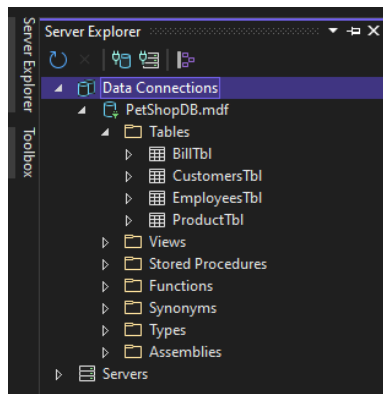 Server Explorer
Toolbox
Server Explorer
Data Connections
PetShopDB.mdf
Tables
BillTbl
CustomersTbl
EmployeesTbl
ProductTbl
Views
Stored Procedures
Functions
Synonyms
Types
Assemblies
Servers